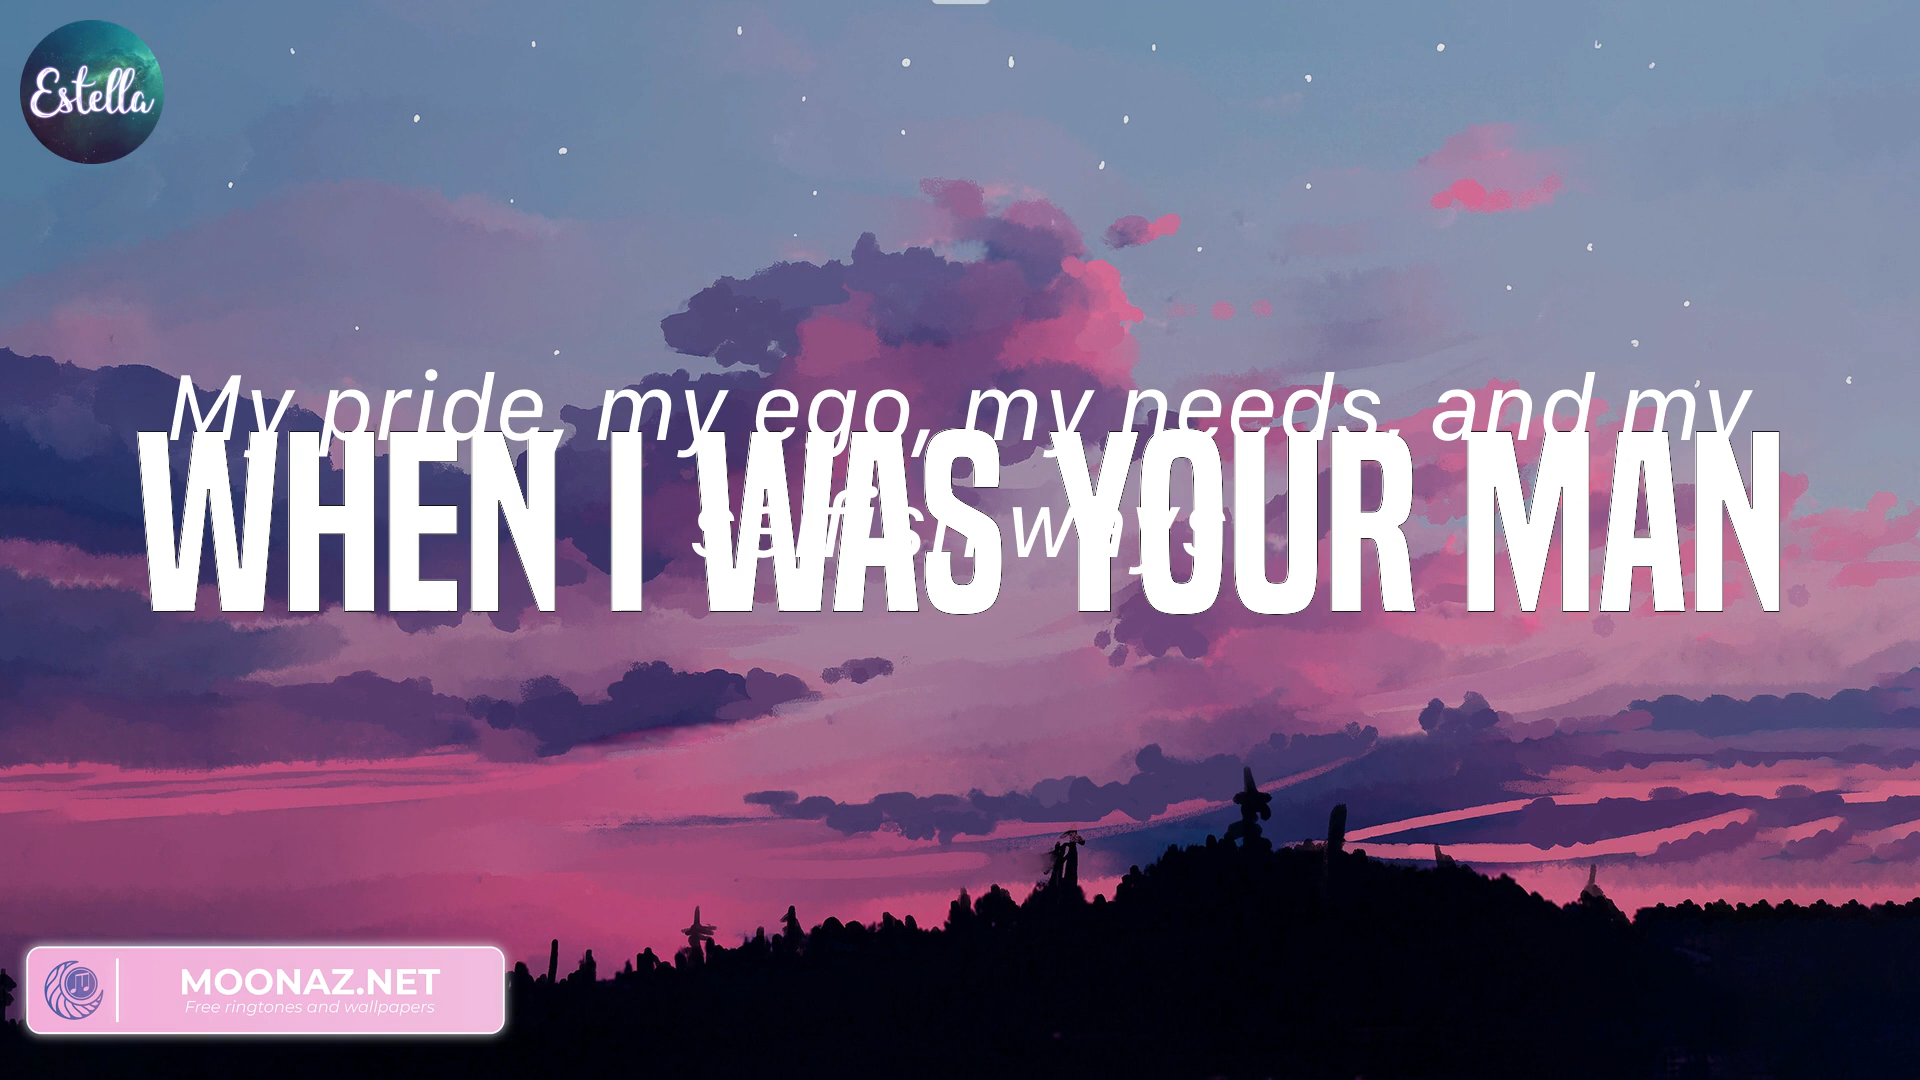 Estella
My pride, my ego, my needs, and my
WHEN I WAS YOUR MAN
selfish ways
MOONAZ.NET
Free ringtones and wallpapers